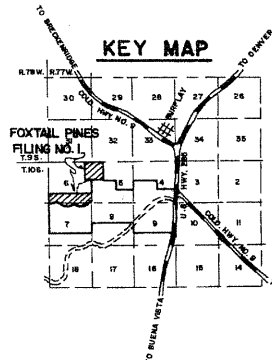 KEY MAP
TO BRECKENRIDGE
TO DENVER
R.78W. R.77W.
30 29 28 27 26
COLO. HWY. NO. 9
FAIRPLAY
32 33 34 35
FOXTAIL PINES
FILING NO. 1
T.9S.
T.10S.
U.S. HWY. 285
6 5 4 3 2
7 8 9 10 11
COLO. HWY. NO. 9
18 17 16 15 14
TO BUENA VISTA